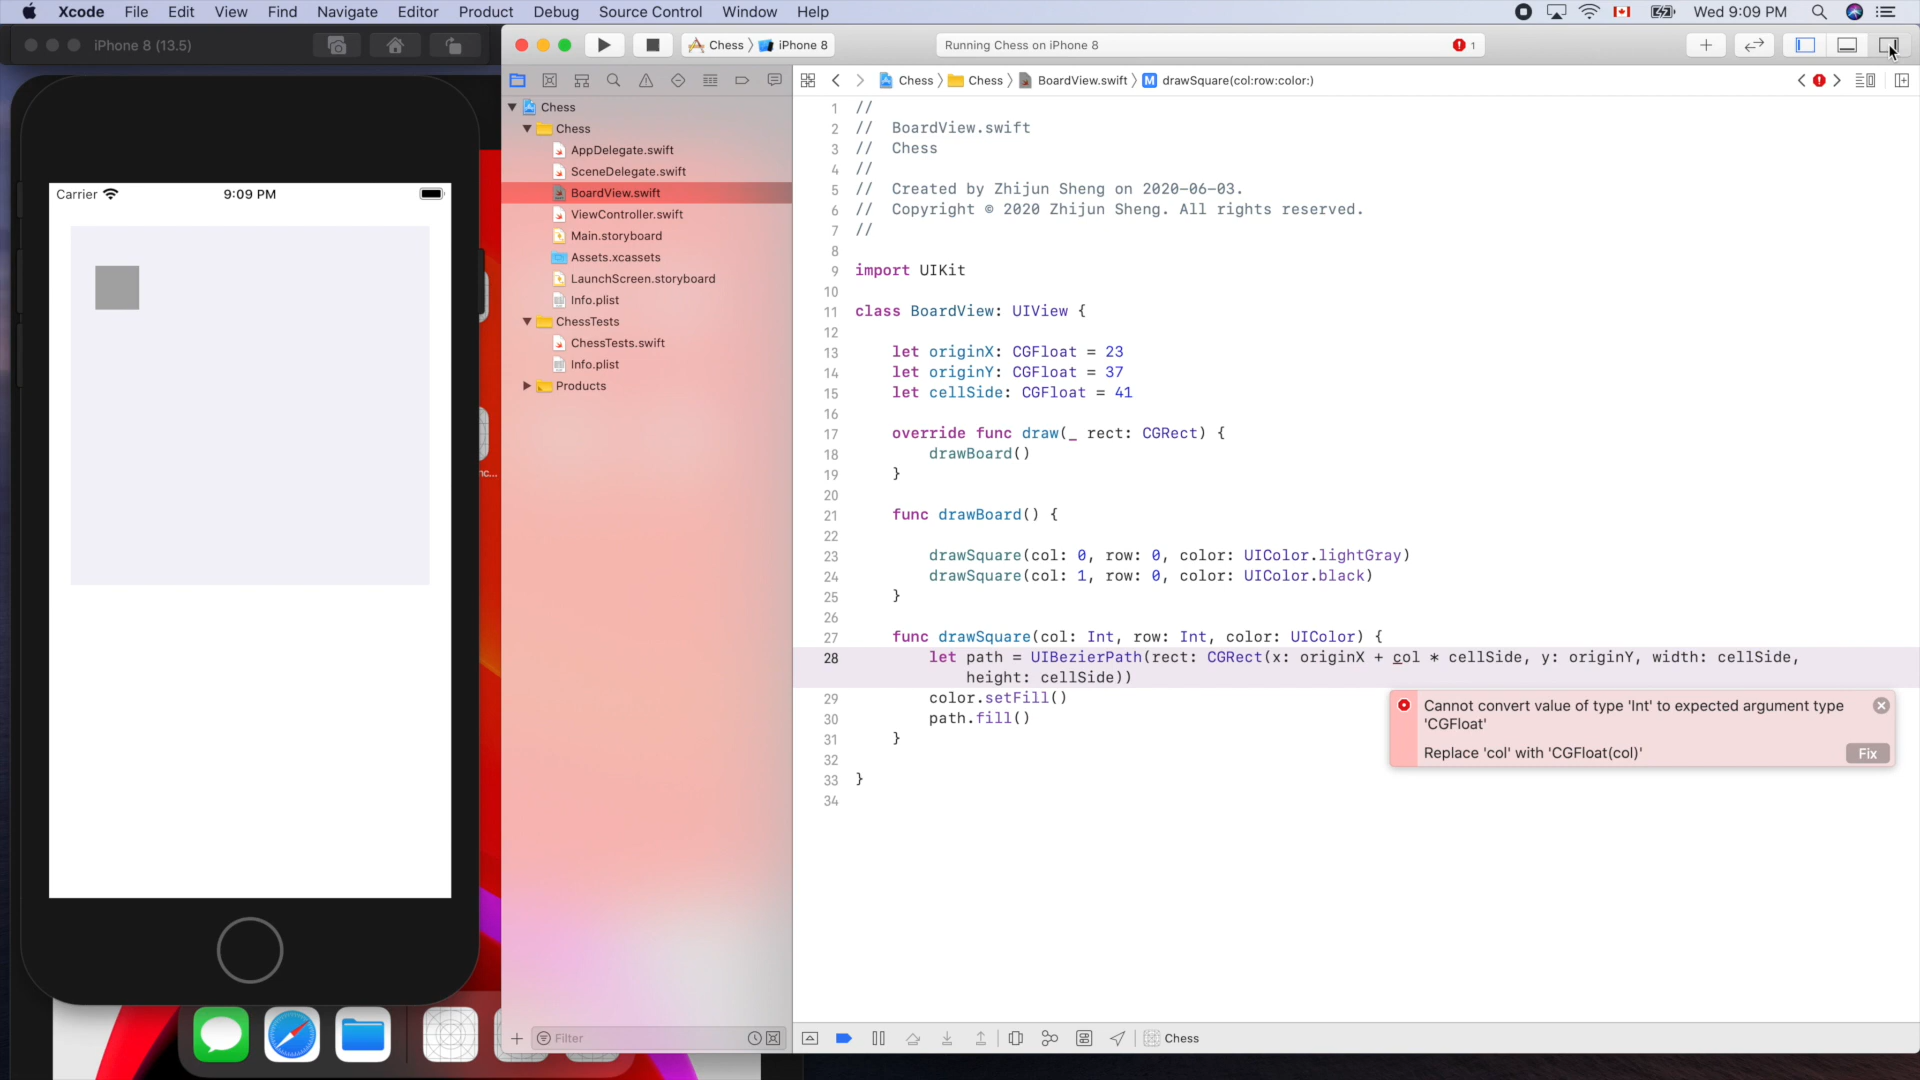 Xcode File Edit View Find Navigate Editor Product Debug Source Control Window Help Wed 9:09 PM
iPhone 8 (13.5)
Chess iPhone 8
Running Chess on iPhone 8
1
Chess Chess BoardView.swift M drawSquare(col:row:color:)
Carrier 9:09 PM
Chess
Chess
AppDelegate.swift
SceneDelegate.swift
BoardView.swift
ViewController.swift
Main.storyboard
Assets.xcassets
LaunchScreen.storyboard
Info.plist
ChessTests
ChessTests.swift
Info.plist
Products
Filter
1 //
2 //  BoardView.swift
3 //  Chess
4 //
5 //  Created by Zhijun Sheng on 2020-06-03.
6 //  Copyright © 2020 Zhijun Sheng. All rights reserved.
7 //
8
9 import UIKit
10
11 class BoardView: UIView {
12
13     let originX: CGFloat = 23
14     let originY: CGFloat = 37
15     let cellSide: CGFloat = 41
16
17     override func draw(_ rect: CGRect) {
18         drawBoard()
19     }
20
21     func drawBoard() {
22
23         drawSquare(col: 0, row: 0, color: UIColor.lightGray)
24         drawSquare(col: 1, row: 0, color: UIColor.black)
25     }
26
27     func drawSquare(col: Int, row: Int, color: UIColor) {
28         let path = UIBezierPath(rect: CGRect(x: originX + col * cellSide, y: originY, width: cellSide,
height: cellSide))
29         color.setFill()
30         path.fill()
31     }
32
33 }
34
Cannot convert value of type 'Int' to expected argument type
'CGFloat'
Replace 'col' with 'CGFloat(col)' Fix
Chess